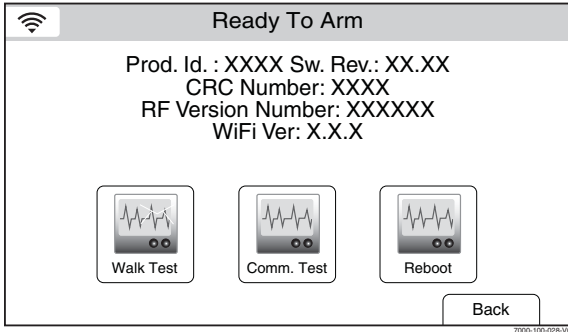 Ready To Arm
Prod. Id. : XXXX Sw. Rev.: XX.XX
CRC Number: XXXX
RF Version Number: XXXXXX
WiFi Ver: X.X.X
Walk Test
Comm. Test
Reboot
Back